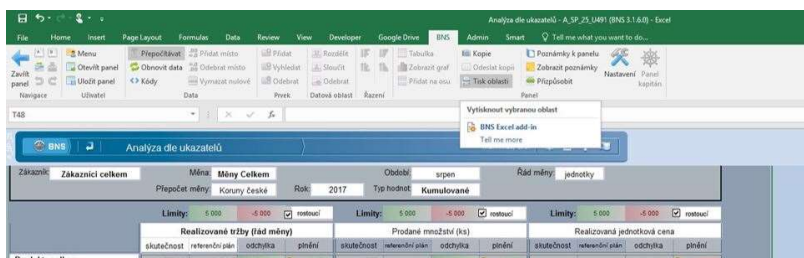 Analýza dle ukazatelů - A_SP_25_U491 (BNS 3.1.6.0) - Excel
File Home Insert Page Layout Formulas Data Review View Developer Google Drive BNS Admin Smart Tell me what you want to do...
Zavřít panel
Menu
Otevřít panel
Uložit panel
Přepočítávat
Obnovit data
Kódy
Přidat místo
Odebrat místo
Vymazat nulové
Přidat
Vyhledat
Odebrat
Rozdělit
Sloučit
Odebrat
Tabulka
Zobrazit graf
Přidat na osu
Kopie
Odeslat kopii
Tisk oblasti
Poznámky k panelu
Zobrazit poznámky
Přizpůsobit
Nastavení
Panel kapitán
Navigace Uživatel Data Prvek Datová oblast Řazení Panel
T48 fx
Vytisknout vybranou oblast
BNS Excel add-in
Tell me more
BNS Analýza dle ukazatelů
Zákazník: Zákazníci celkem Měna: Měny Celkem Období: srpen Řád měny: jednotky
Přepočet měny: Koruny české Rok: 2017 Typ hodnot: Kumulované
Limity: 5 000 -5 000 rostoucí Limity: 5 000 -5 000 rostoucí Limity: 5 000 -5 000 rostoucí
Realizované tržby (řád měny) Prodané množství (ks) Realizovaná jednotková cena
skutečnost referenční plán odchylka plnění skutečnost referenční plán odchylka plnění skutečnost referenční plán odchylka plnění